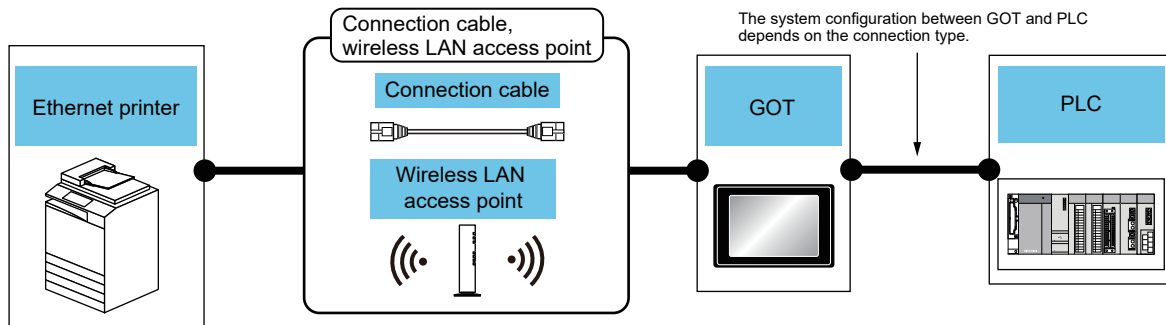 Connection cable,
wireless LAN access point
The system configuration between GOT and PLC
depends on the connection type.
Ethernet printer
Connection cable
Wireless LAN
access point
GOT
PLC